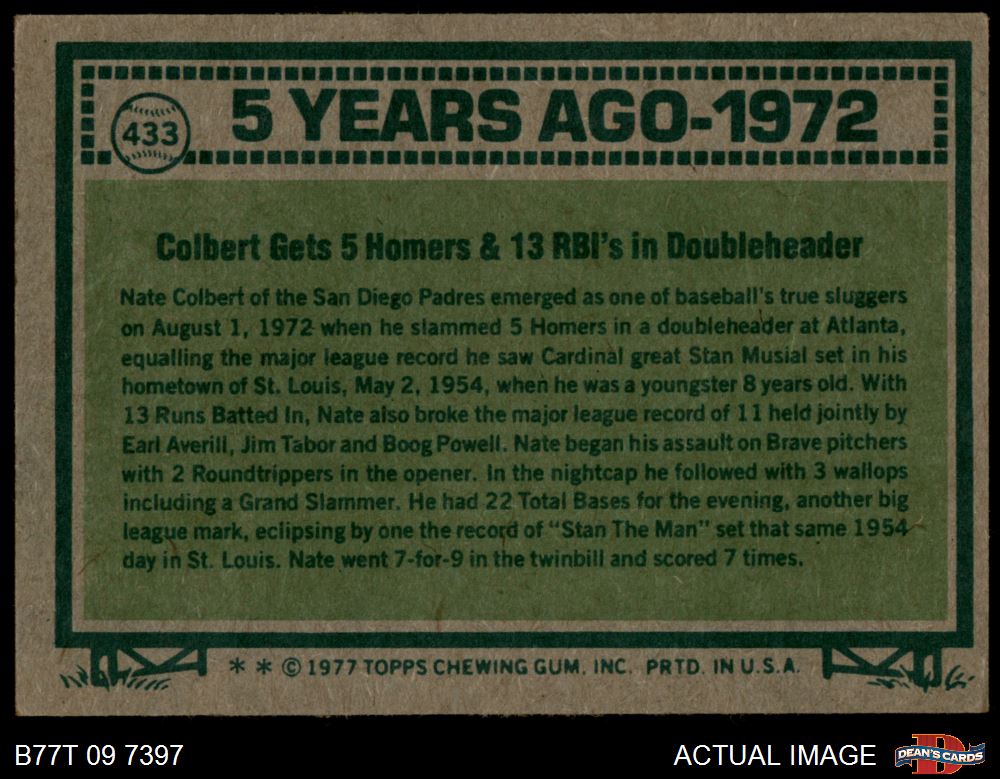 433
5 YEARS AGO-1972
Colbert Gets 5 Homers & 13 RBI's in Doubleheader
Nate Colbert of the San Diego Padres emerged as one of baseball's true sluggers
on August 1, 1972 when he slammed 5 Homers in a doubleheader at Atlanta,
equalling the major league record he saw Cardinal great Stan Musial set in his
hometown of St. Louis, May 2, 1954, when he was a youngster 8 years old. With
13 Runs Batted In, Nate also broke the major league record of 11 held jointly by
Earl Averill, Jim Tabor and Boog Powell. Nate began his assault on Brave pitchers
with 2 Roundtrippers in the opener. In the nightcap he followed with 3 wallops
including a Grand Slammer. He had 22 Total Bases for the evening, another big
league mark, eclipsing by one the record of "Stan The Man" set that same 1954
day in St. Louis. Nate went 7-for-9 in the twinbill and scored 7 times.
* * © 1977 TOPPS CHEWING GUM, INC. PRTD. IN U.S.A.
B77T 09 7397
ACTUAL IMAGE
D
DEAN'S CARDS